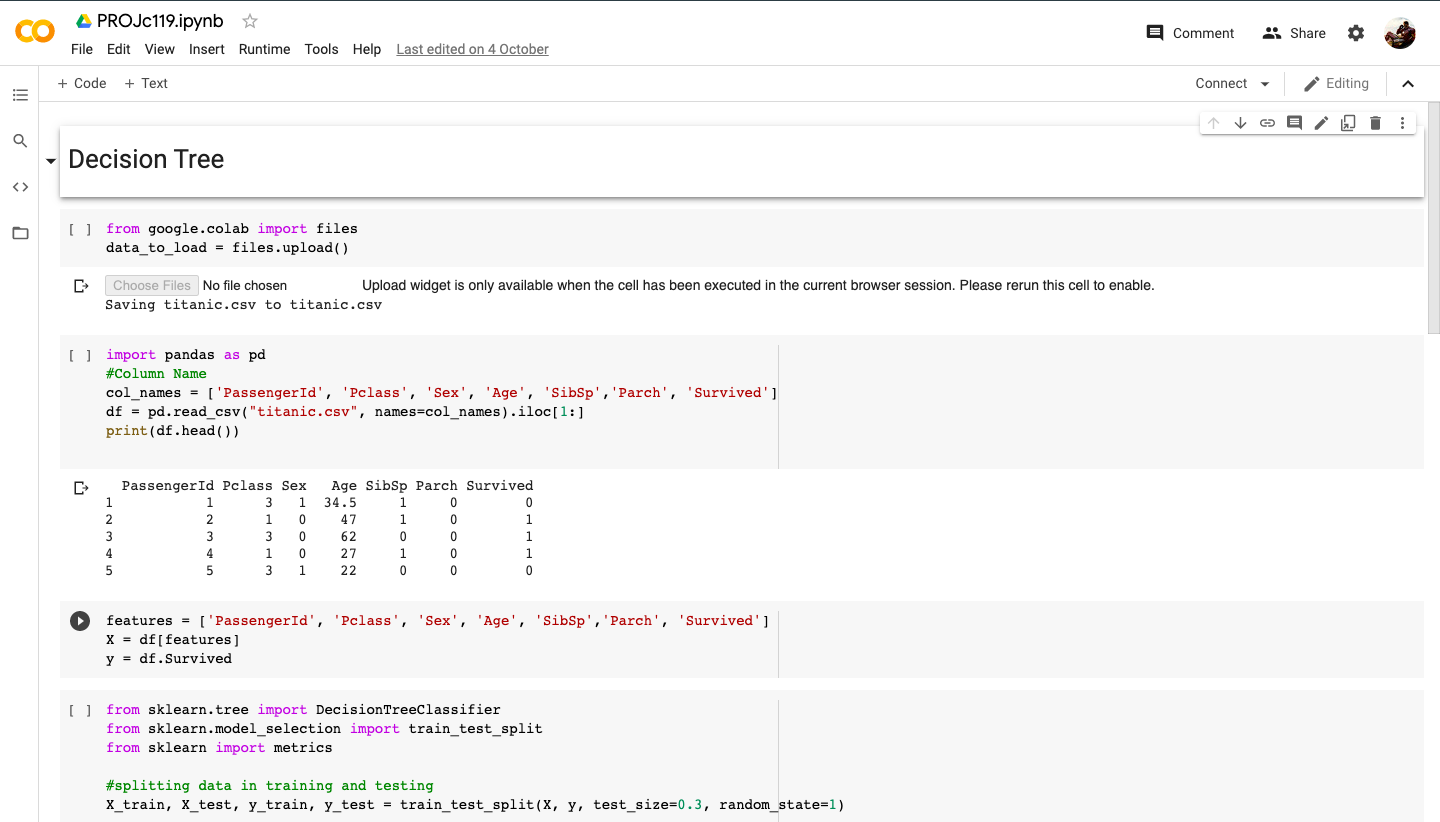 PROJc119.ipynb
File Edit View Insert Runtime Tools Help Last edited on 4 October
Comment Share
+ Code + Text
Connect Editing
Decision Tree
[ ] from google.colab import files
data_to_load = files.upload()
Choose Files No file chosen Upload widget is only available when the cell has been executed in the current browser session. Please rerun this cell to enable.
Saving titanic.csv to titanic.csv
[ ] import pandas as pd
#Column Name
col_names = ['PassengerId', 'Pclass', 'Sex', 'Age', 'SibSp','Parch', 'Survived']
df = pd.read_csv("titanic.csv", names=col_names).iloc[1:]
print(df.head())
PassengerId Pclass Sex Age SibSp Parch Survived
1 1 3 1 34.5 1 0 0
2 2 1 0 47 1 0 1
3 3 3 0 62 0 0 1
4 4 1 0 27 1 0 1
5 5 3 1 22 0 0 0
features = ['PassengerId', 'Pclass', 'Sex', 'Age', 'SibSp','Parch', 'Survived']
X = df[features]
y = df.Survived
[ ] from sklearn.tree import DecisionTreeClassifier
from sklearn.model_selection import train_test_split
from sklearn import metrics
#splitting data in training and testing
X_train, X_test, y_train, y_test = train_test_split(X, y, test_size=0.3, random_state=1)